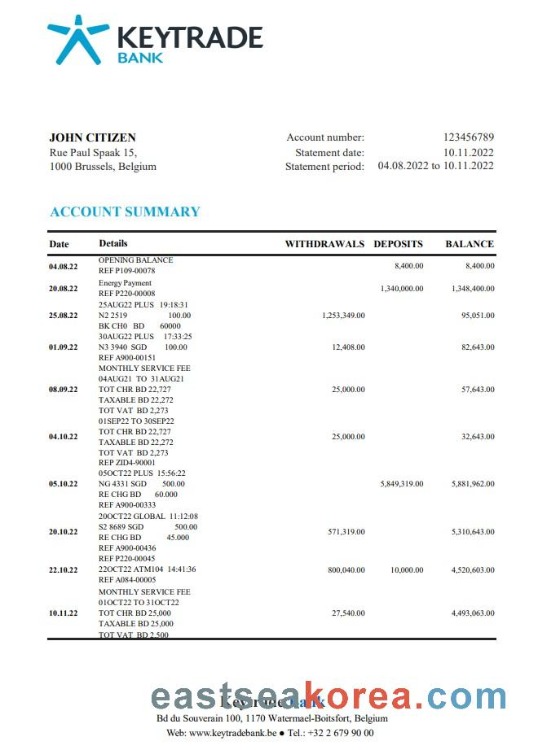 KEYTRADE
BANK
JOHN CITIZEN
Rue Paul Spaak 15,
1000 Brussels, Belgium
Account number: 123456789
Statement date: 10.11.2022
Statement period: 04.08.2022 to 10.11.2022
ACCOUNT SUMMARY
Date Details WITHDRAWALS DEPOSITS BALANCE
OPENING BALANCE
04.08.22 8,400.00 8,400.00
REF P109-00078
Energy Payment
20.08.22 1,340,000.00 1,348,400.00
REF P220-00008
25AUG22 PLUS 19:18:31
25.08.22 N2 2519 100.00 1,253,349.00 95,051.00
BK CH0 BD 60000
30AUG22 PLUS 17:33:25
01.09.22 N3 3940 SGD 100.00 12,408.00 82,643.00
REF A900-00151
MONTHLY SERVICE FEE
04AUG21 TO 31AUG21
08.09.22 TOT CHR BD 22,727 25,000.00 57,643.00
TAXABLE BD 22,272
TOT VAT BD 2,273
01SEP22 TO 30SEP22
04.10.22 TOT CHR BD 22,727 25,000.00 32,643.00
TAXABLE BD 22,272
TOT VAT BD 2,273
REP ZID4-90001
05OCT22 PLUS 15:56:22
05.10.22 NG 4331 SGD 500.00 5,849,319.00 5,881,962.00
RE CHG BD 60.000
REF A900-00333
20OCT22 GLOBAL 11:12:08
20.10.22 S2 8689 SGD 500.00 571,319.00 5,310,643.00
RE CHG BD 45.000
REF A900-00436
REF P220-00045
22.10.22 22OCT22 ATM104 14:41:36 800,040.00 10,000.00 4,520,603.00
REF A084-00005
MONTHLY SERVICE FEE
01OCT22 TO 31OCT22
10.11.22 TOT CHR BD 25,000 27,540.00 4,493,063.00
TAXABLE BD 25,000
TOT VAT BD 2,500
eastseakorea.com
Keytrade Bank
Bd du Souverain 100, 1170 Watermael-Boitsfort, Belgium
Web: www.keytradebank.be ● Tel.: +32 2 679 90 00